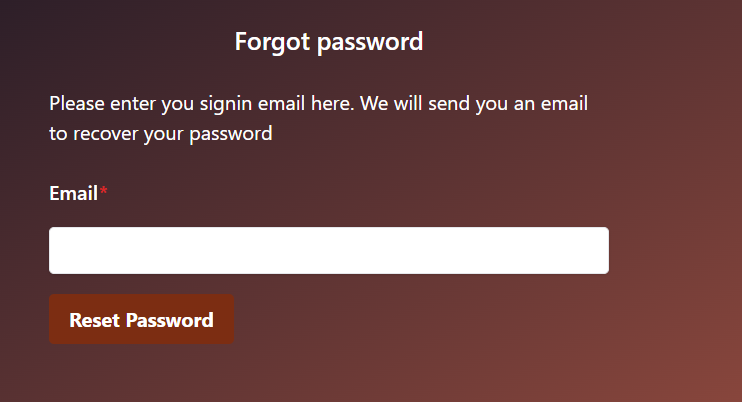 Forgot password
Please enter you signin email here. We will send you an email
to recover your password
Email*
Reset Password